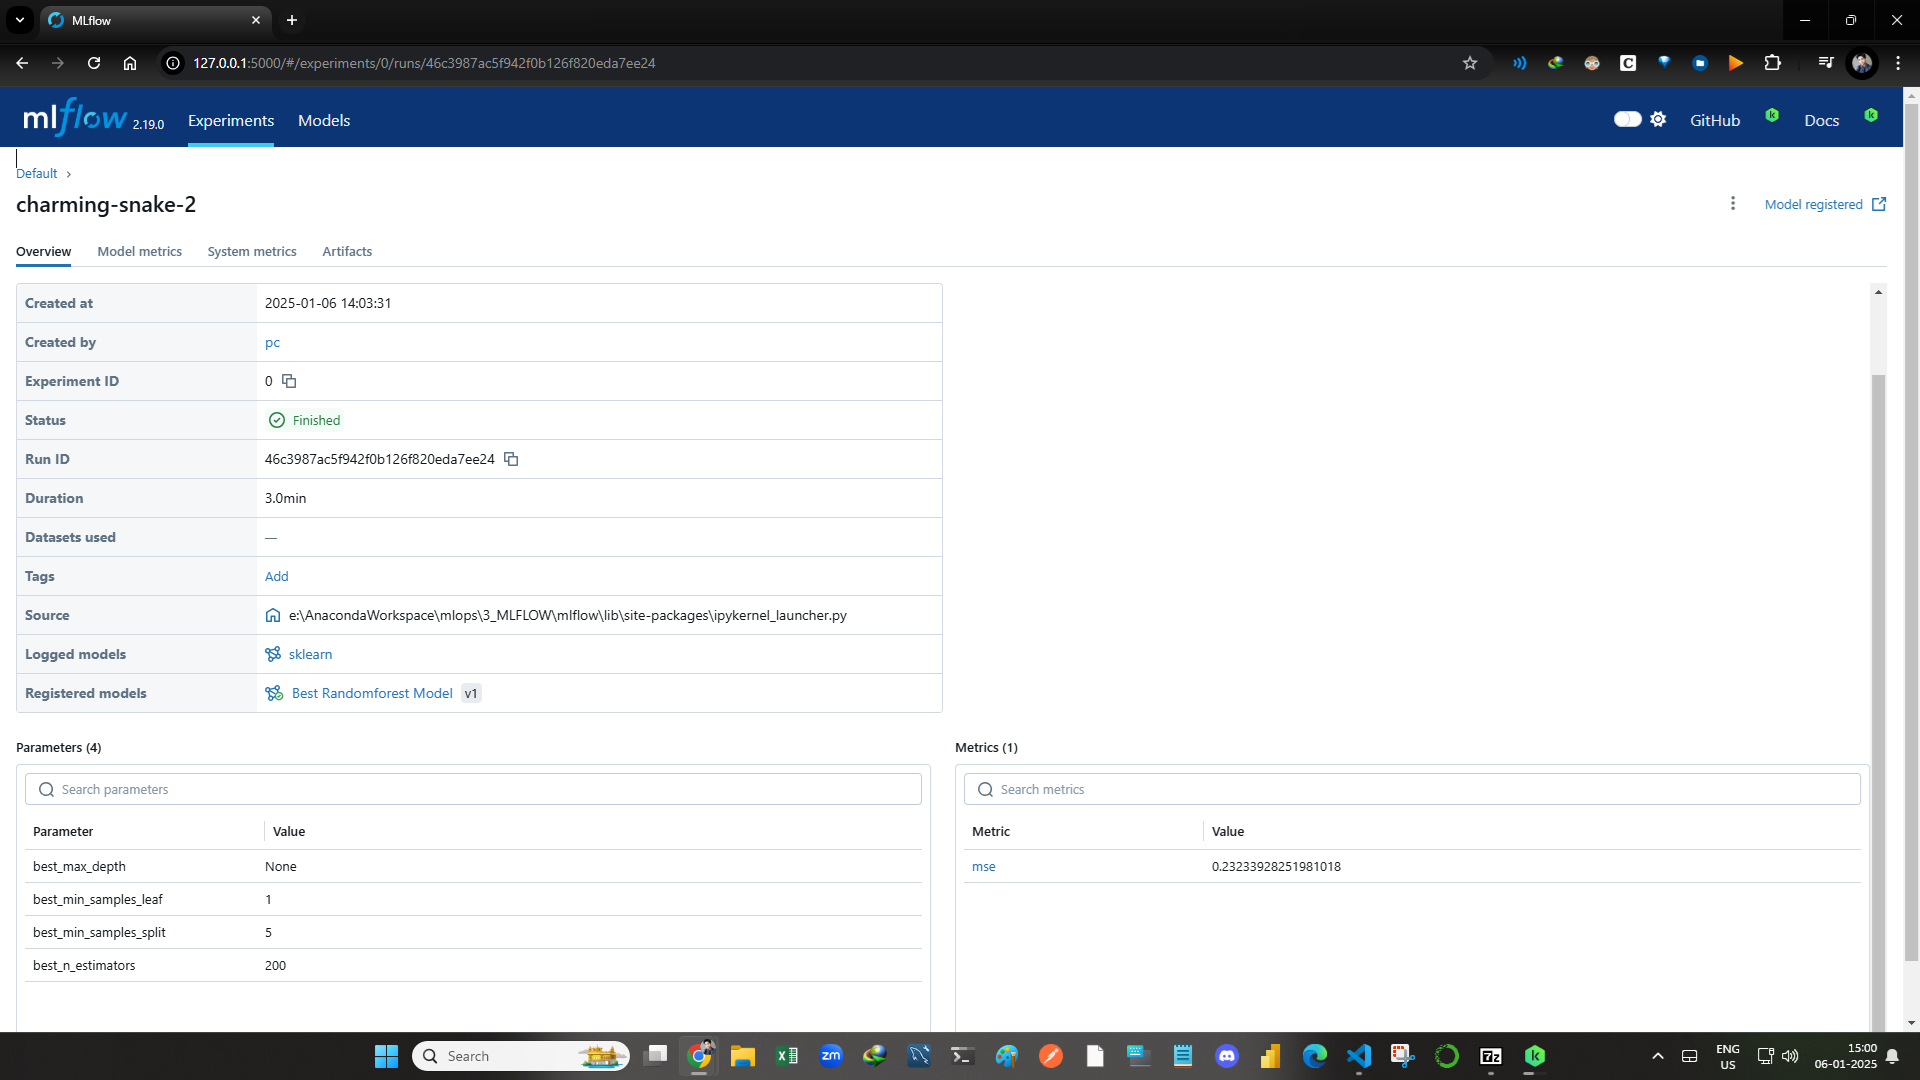 MLflow
127.0.0.1:5000/#/experiments/0/runs/46c3987ac5f942f0b126f820eda7ee24
mlflow 2.19.0 Experiments Models GitHub Docs
Default
charming-snake-2
Model registered
Overview Model metrics System metrics Artifacts
Created at 2025-01-06 14:03:31
Created by pc
Experiment ID 0
Status Finished
Run ID 46c3987ac5f942f0b126f820eda7ee24
Duration 3.0min
Datasets used —
Tags Add
Source e:\AnacondaWorkspace\mlops\3_MLFLOW\mlflow\lib\site-packages\ipykernel_launcher.py
Logged models sklearn
Registered models Best Randomforest Model v1
Parameters (4)
Search parameters
Parameter Value
best_max_depth None
best_min_samples_leaf 1
best_min_samples_split 5
best_n_estimators 200
Metrics (1)
Search metrics
Metric Value
mse 0.23233928251981018
Search
zm
7z
ENG
US
15:00
06-01-2025